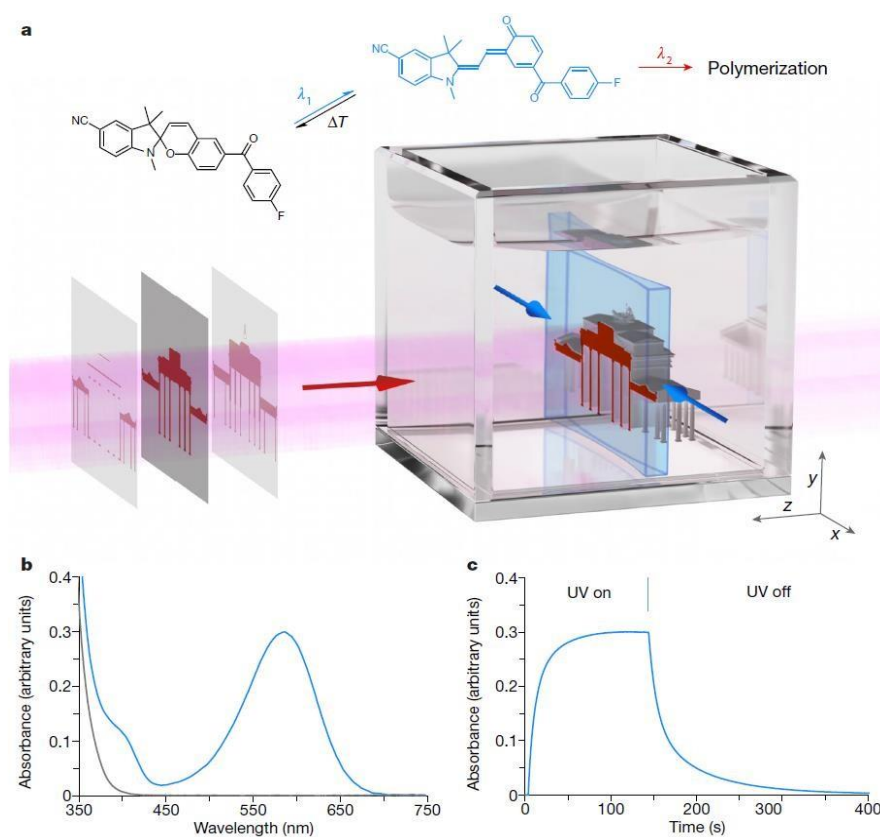 a
NC
N
O
O
F
λ1
ΔT
NC
N
O
O
F
λ2
Polymerization
y
z
x
b
Absorbance (arbitrary units)
0.4
0.3
0.2
0.1
0
350
450
550
650
750
Wavelength (nm)
c
Absorbance (arbitrary units)
0.4
0.3
0.2
0.1
0
UV on
UV off
0
100
200
300
400
Time (s)